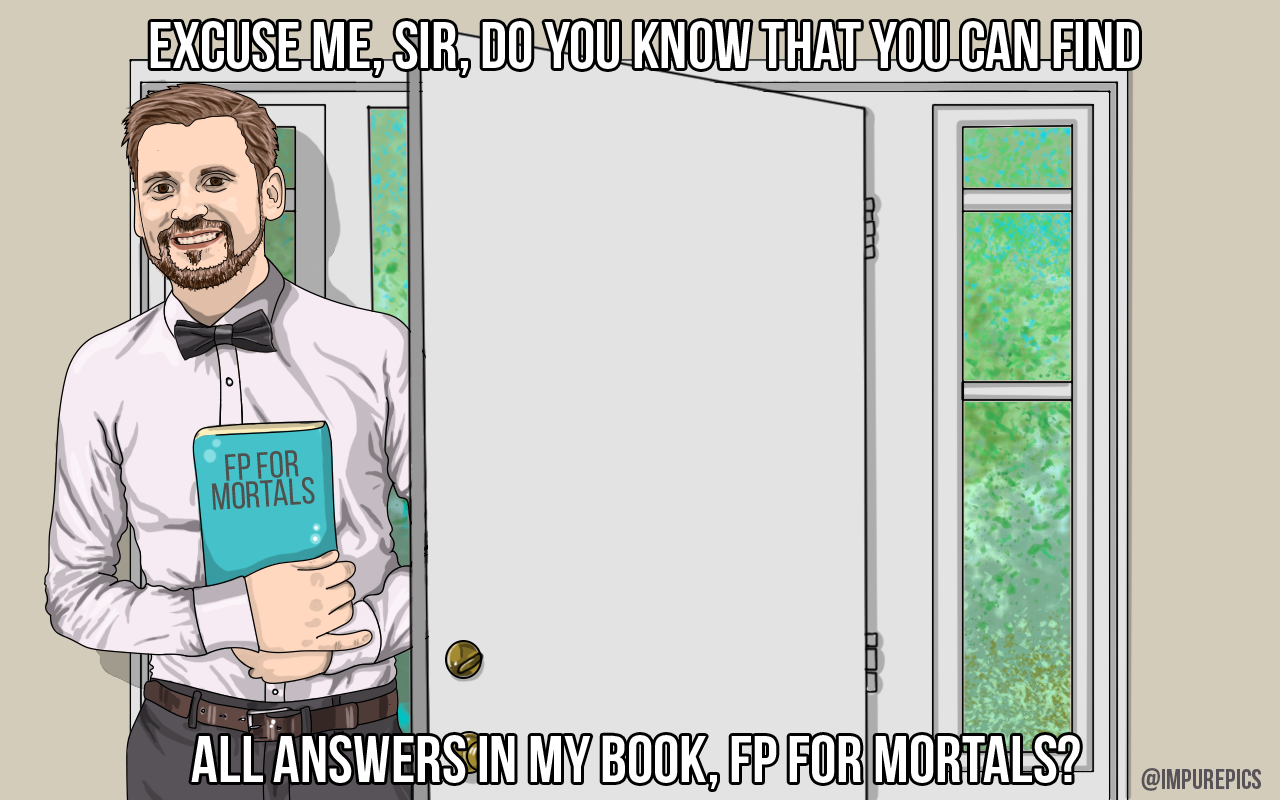 EXCUSE ME, SIR, DO YOU KNOW THAT YOU CAN FIND
FP FOR
MORTALS
ALL ANSWERS IN MY BOOK, FP FOR MORTALS?
@IMPUREPICS